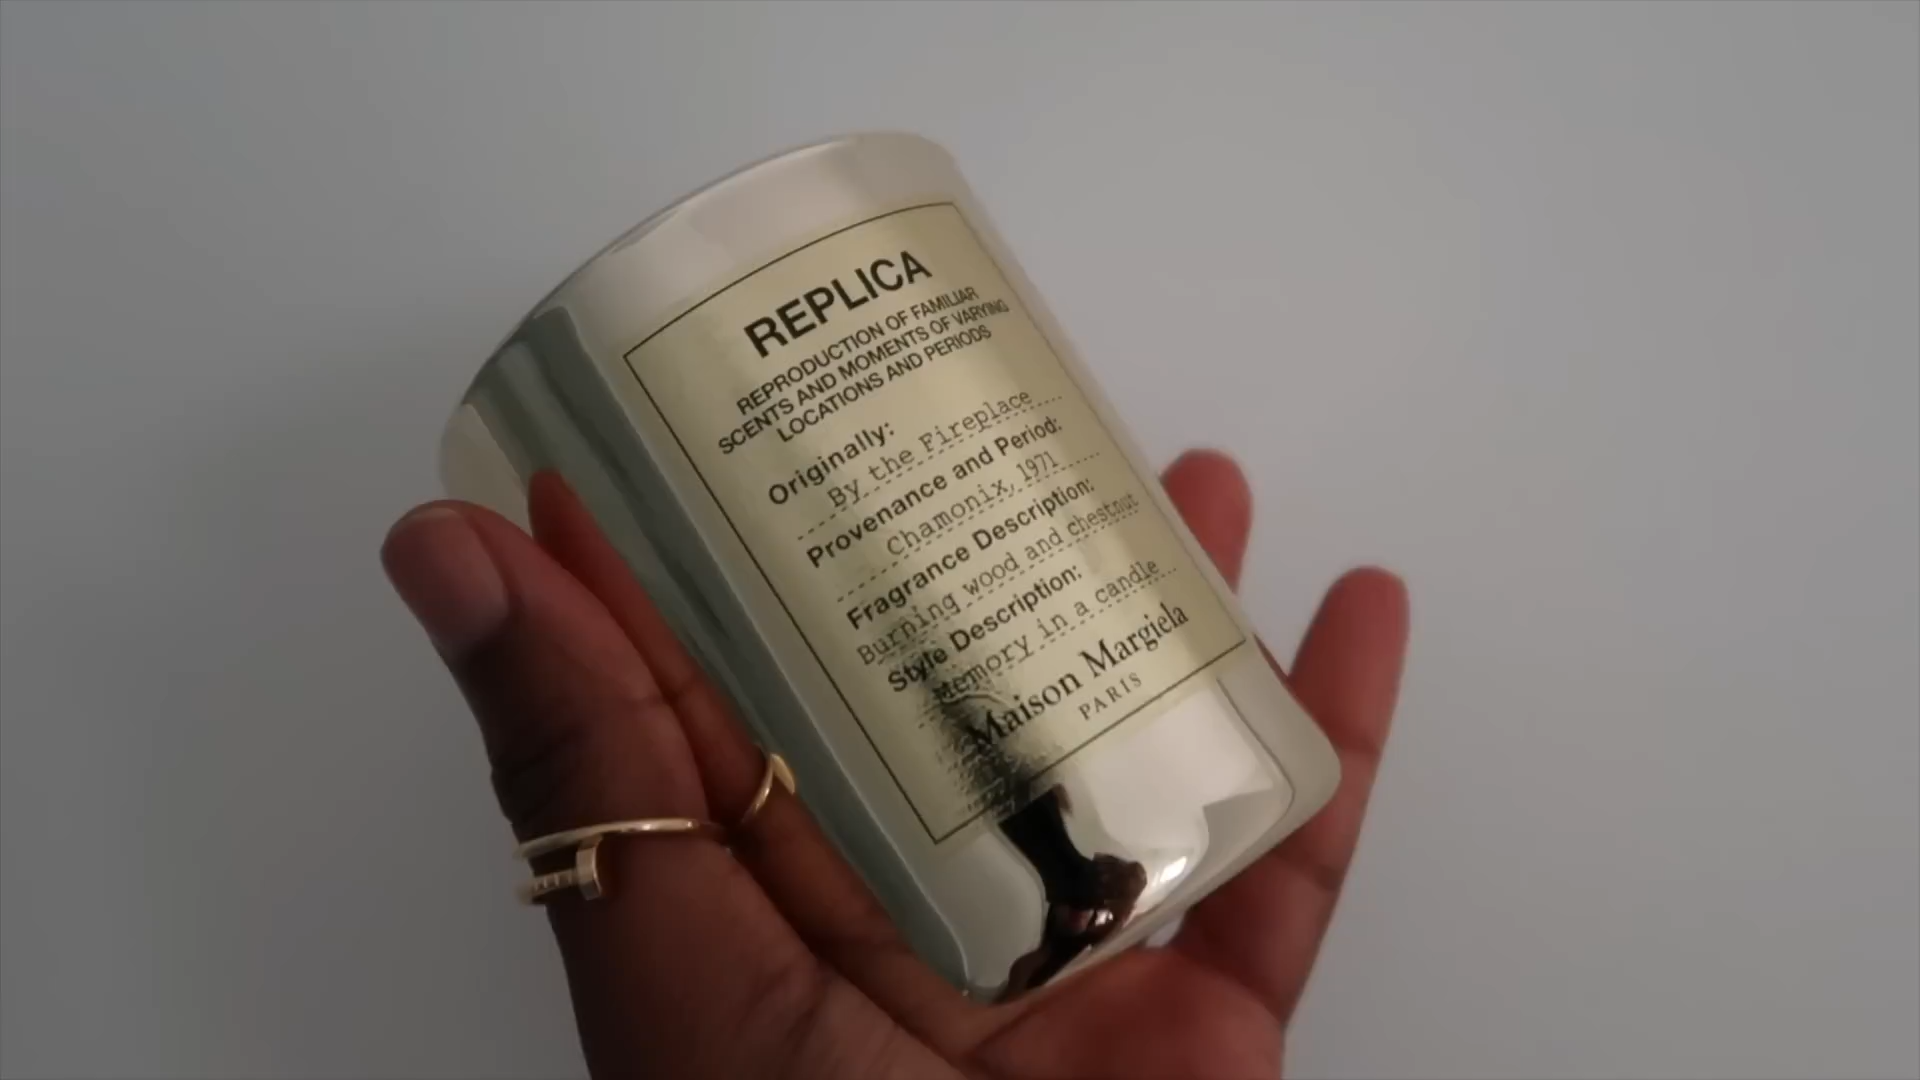 REPLICA
REPRODUCTION OF FAMILIAR
SCENTS AND MOMENTS OF VARYING
LOCATIONS AND PERIODS
Originally:
By the Fireplace
Provenance and Period:
Chamonix, 1971
Fragrance Description:
Burning wood and chestnut
Style Description:
Memory in a candle
Maison Margiela
PARIS